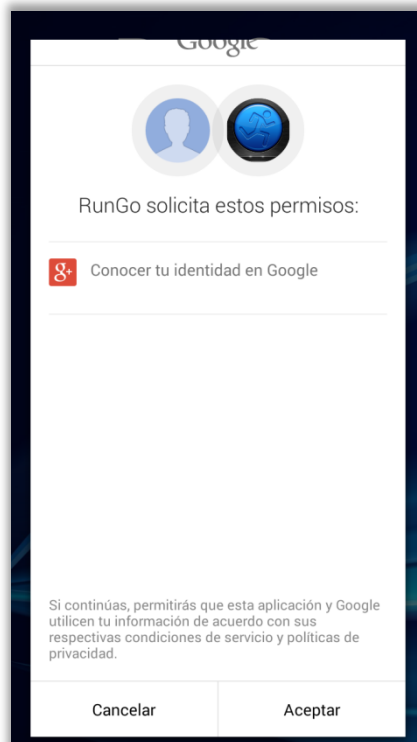 Google
RunGo solicita estos permisos:
g+ Conocer tu identidad en Google
Si continúas, permitirás que esta aplicación y Google
utilicen tu información de acuerdo con sus
respectivas condiciones de servicio y políticas de
privacidad.
Cancelar Aceptar